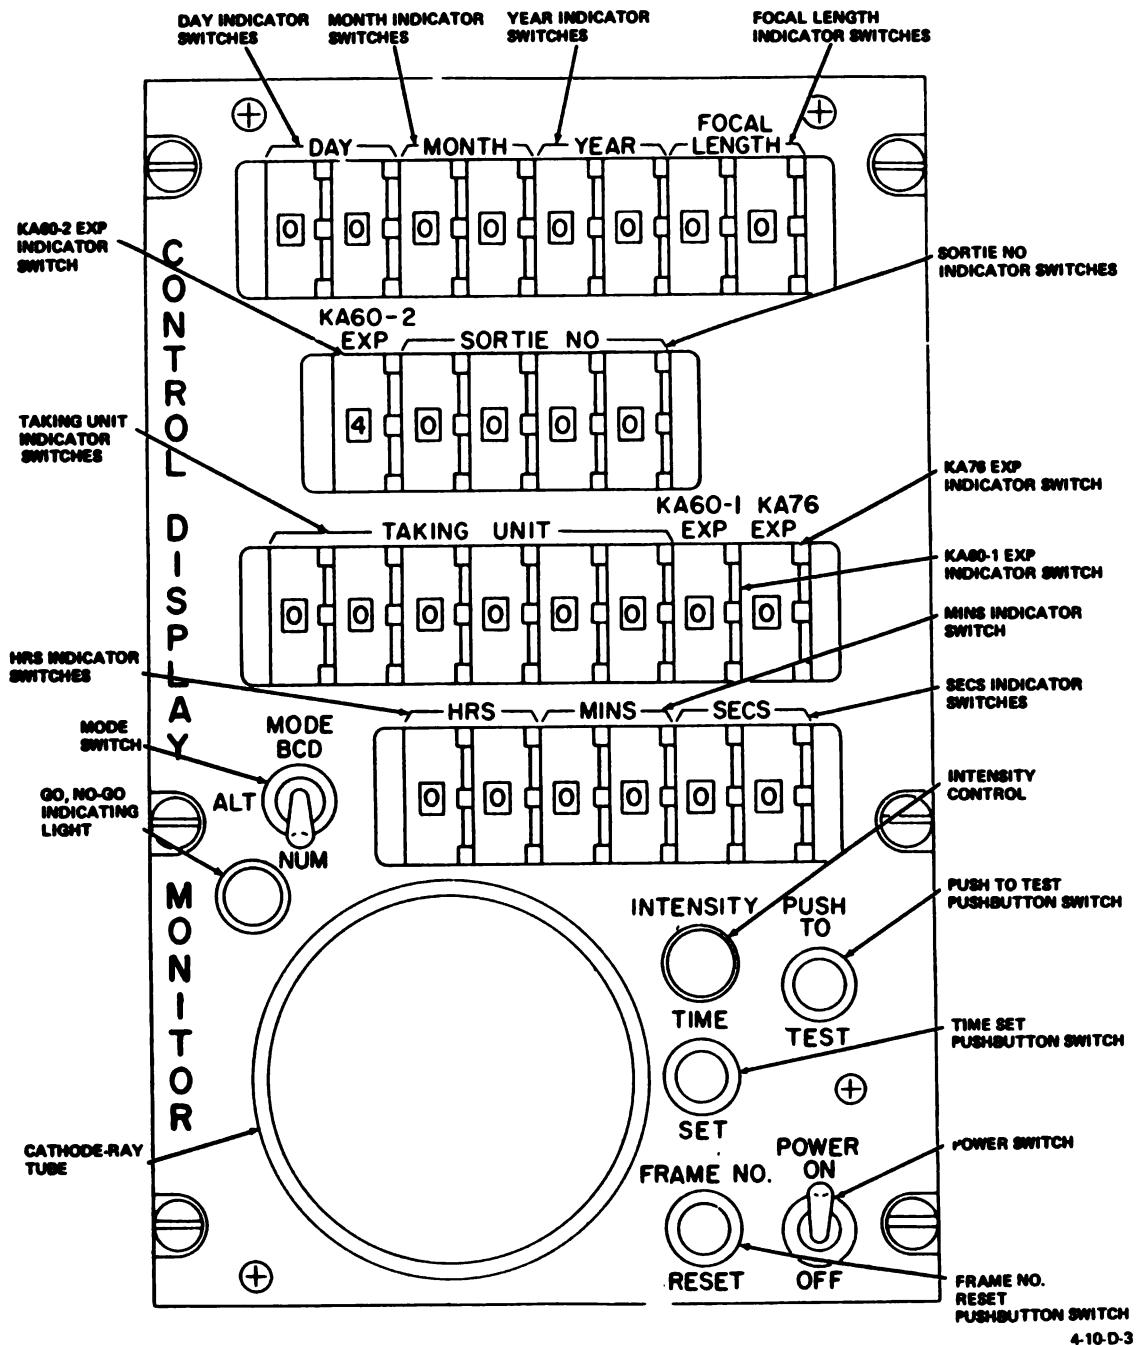 DAY INDICATOR
SWITCHES
MONTH INDICATOR
SWITCHES
YEAR INDICATOR
SWITCHES
FOCAL LENGTH
INDICATOR SWITCHES
DAY MONTH YEAR FOCAL
LENGTH
0 0 0 0 0 0 0 0
KA60-2 EXP
INDICATOR
SWITCH
SORTIE NO
INDICATOR SWITCHES
CONTROL DISPLAY MONITOR
KA60-2
EXP
SORTIE NO
4 0 0 0 0
TAKING UNIT
INDICATOR
SWITCHES
KA76 EXP
INDICATOR SWITCH
TAKING UNIT
KA60-1
EXP
KA76
EXP
0 0 0 0 0 0 0 0
KA60-1 EXP
INDICATOR SWITCH
MINS INDICATOR
SWITCH
HRS INDICATOR
SWITCHES
SECS INDICATOR
SWITCHES
HRS MINS SECS
0 0 0 0 0 0
MODE
SWITCH
MODE
BCD
ALT
NUM
GO, NO-GO
INDICATING
LIGHT
INTENSITY
CONTROL
INTENSITY
PUSH
TO
TEST
PUSH TO TEST
PUSHBUTTON SWITCH
TIME
SET
TIME SET
PUSHBUTTON SWITCH
CATHODE-RAY
TUBE
FRAME NO.
RESET
POWER
ON
OFF
POWER SWITCH
FRAME NO.
RESET
PUSHBUTTON SWITCH
4-10-D-3